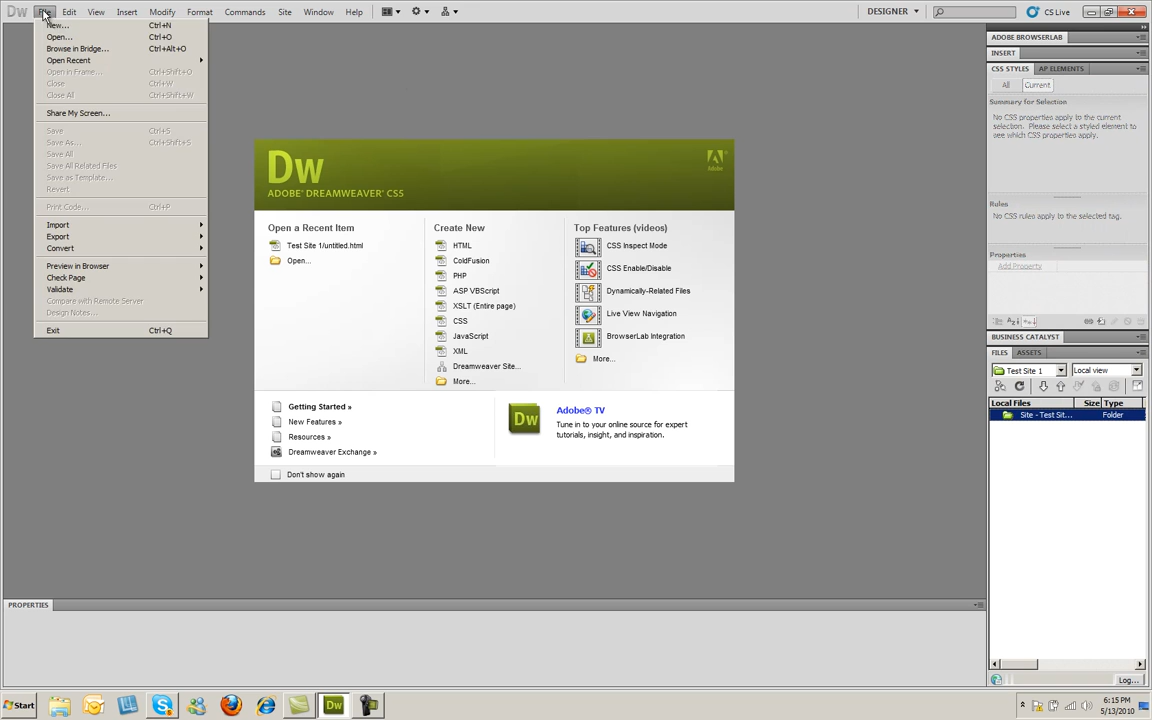 Dw File Edit View Insert Modify Format Commands Site Window Help DESIGNER CS Live
New... Ctrl+N
Open... Ctrl+O
Browse in Bridge... Ctrl+Alt+O
Open Recent
Open in Frame... Ctrl+Shift+O
Close Ctrl+W
Close All Ctrl+Shift+W
Share My Screen...
Save Ctrl+S
Save As... Ctrl+Shift+S
Save All
Save All Related Files
Save as Template...
Revert
Print Code... Ctrl+P
Import
Export
Convert
Preview in Browser
Check Page
Validate
Compare with Remote Server
Design Notes...
Exit Ctrl+Q
Dw
ADOBE® DREAMWEAVER® CS5
Adobe
Open a Recent Item
Test Site 1/untitled.html
Open...
Create New
HTML
ColdFusion
PHP
ASP VBScript
XSLT (Entire page)
CSS
JavaScript
XML
Dreamweaver Site...
More...
Top Features (videos)
CSS Inspect Mode
CSS Enable/Disable
Dynamically-Related Files
Live View Navigation
BrowserLab Integration
More...
Getting Started »
New Features »
Resources »
Dreamweaver Exchange »
Dw
Adobe® TV
Tune in to your online source for expert
tutorials, insight, and inspiration.
Don't show again
ADOBE BROWSERLAB
INSERT
CSS STYLES AP ELEMENTS
All Current
Summary for Selection
No CSS properties apply to the current
selection. Please select a styled element to
see which CSS properties apply.
Rules
No CSS rules apply to the selected tag.
Properties
Add Property
BUSINESS CATALYST
FILES ASSETS
Test Site 1 Local view
Local Files Size Type
Site - Test Sit... Folder
Log...
PROPERTIES
Start Dw
6:15 PM
5/13/2010